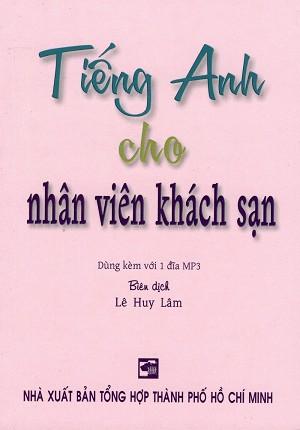 Tiếng Anh
cho
nhân viên khách sạn
Dùng kèm với 1 đĩa MP3
Biên dịch
Lê Huy Lâm
NHÀ XUẤT BẢN TỔNG HỢP THÀNH PHỐ HỒ CHÍ MINH